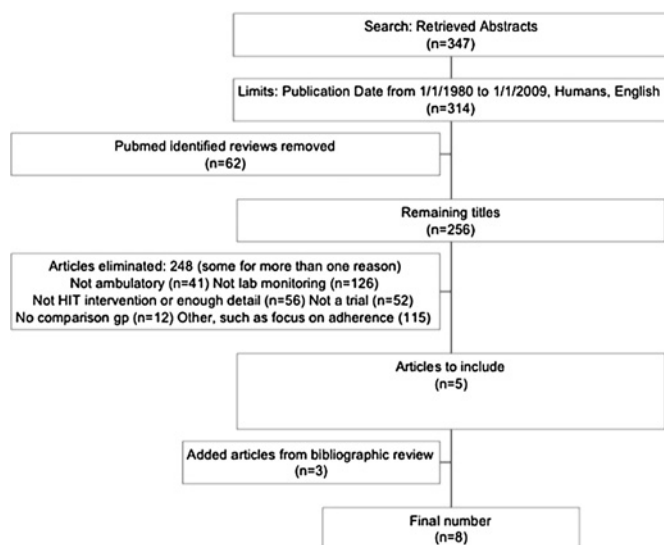 Search: Retrieved Abstracts
(n=347)
Limits: Publication Date from 1/1/1980 to 1/1/2009, Humans, English
(n=314)
Pubmed identified reviews removed
(n=62)
Remaining titles
(n=256)
Articles eliminated: 248 (some for more than one reason)
Not ambulatory (n=41) Not lab monitoring (n=126)
Not HIT intervention or enough detail (n=56) Not a trial (n=52)
No comparison gp (n=12) Other, such as focus on adherence (115)
Articles to include
(n=5)
Added articles from bibliographic review
(n=3)
Final number
(n=8)